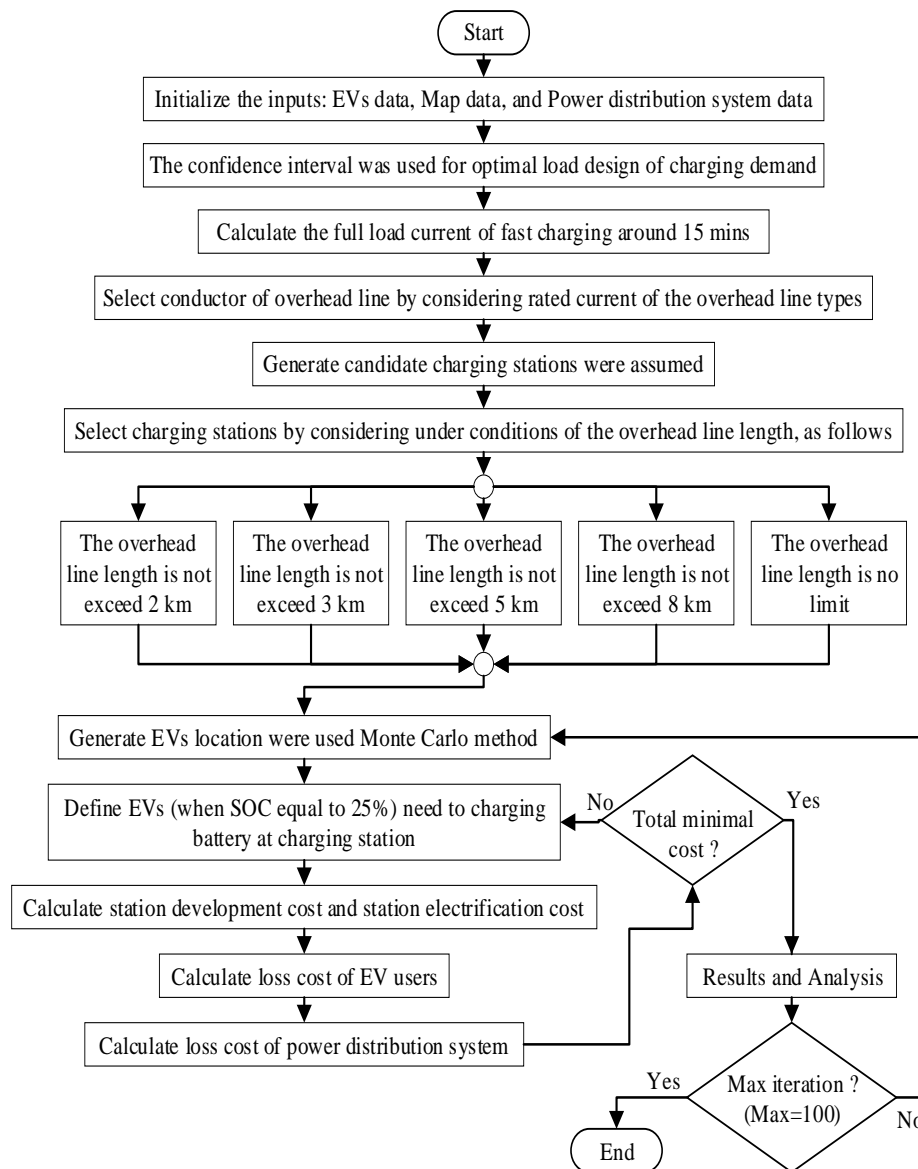 Start
Initialize the inputs: EVs data, Map data, and Power distribution system data
The confidence interval was used for optimal load design of charging demand
Calculate the full load current of fast charging around 15 mins
Select conductor of overhead line by considering rated current of the overhead line types
Generate candidate charging stations were assumed
Select charging stations by considering under conditions of the overhead line length, as follows
The overhead
line length is not
exceed 2 km
The overhead
line length is not
exceed 3 km
The overhead
line length is not
exceed 5 km
The overhead
line length is not
exceed 8 km
The overhead
line length is no
limit
Generate EVs location were used Monte Carlo method
Define EVs (when SOC equal to 25%) need to charging
battery at charging station
No
Total minimal
cost ?
Yes
Calculate station development cost and station electrification cost
Calculate loss cost of EV users
Calculate loss cost of power distribution system
Results and Analysis
Max iteration ?
(Max=100)
Yes
No
End